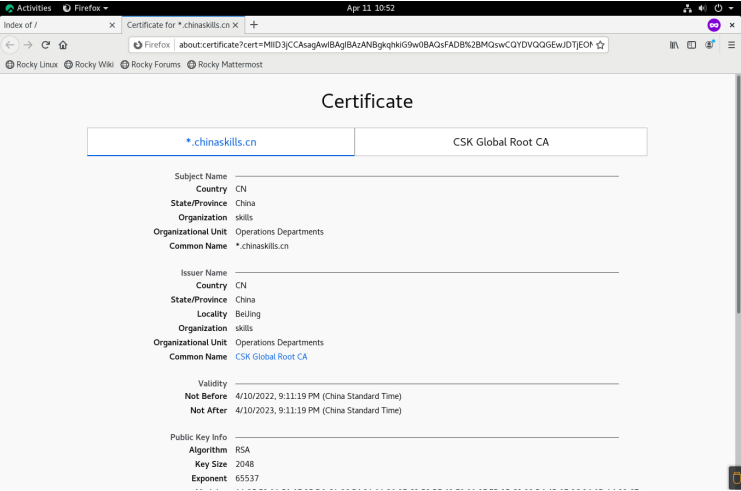 Activities Firefox Apr 11 10:52
Index of / × Certificate for *.chinaskills.cn × +
Firefox about:certificate?cert=
Rocky Linux Rocky Wiki Rocky Forums Rocky Mattermost
Certificate
*.chinaskills.cn CSK Global Root CA
Subject Name
Country CN
State/Province China
Organization skills
Organizational Unit Operations Departments
Common Name *.chinaskills.cn
Issuer Name
Country CN
State/Province China
Locality BeiJing
Organization skills
Organizational Unit Operations Departments
Common Name CSK Global Root CA
Validity
Not Before 4/10/2022, 9:11:19 PM (China Standard Time)
Not After 4/10/2023, 9:11:19 PM (China Standard Time)
Public Key Info
Algorithm RSA
Key Size 2048
Exponent 65537